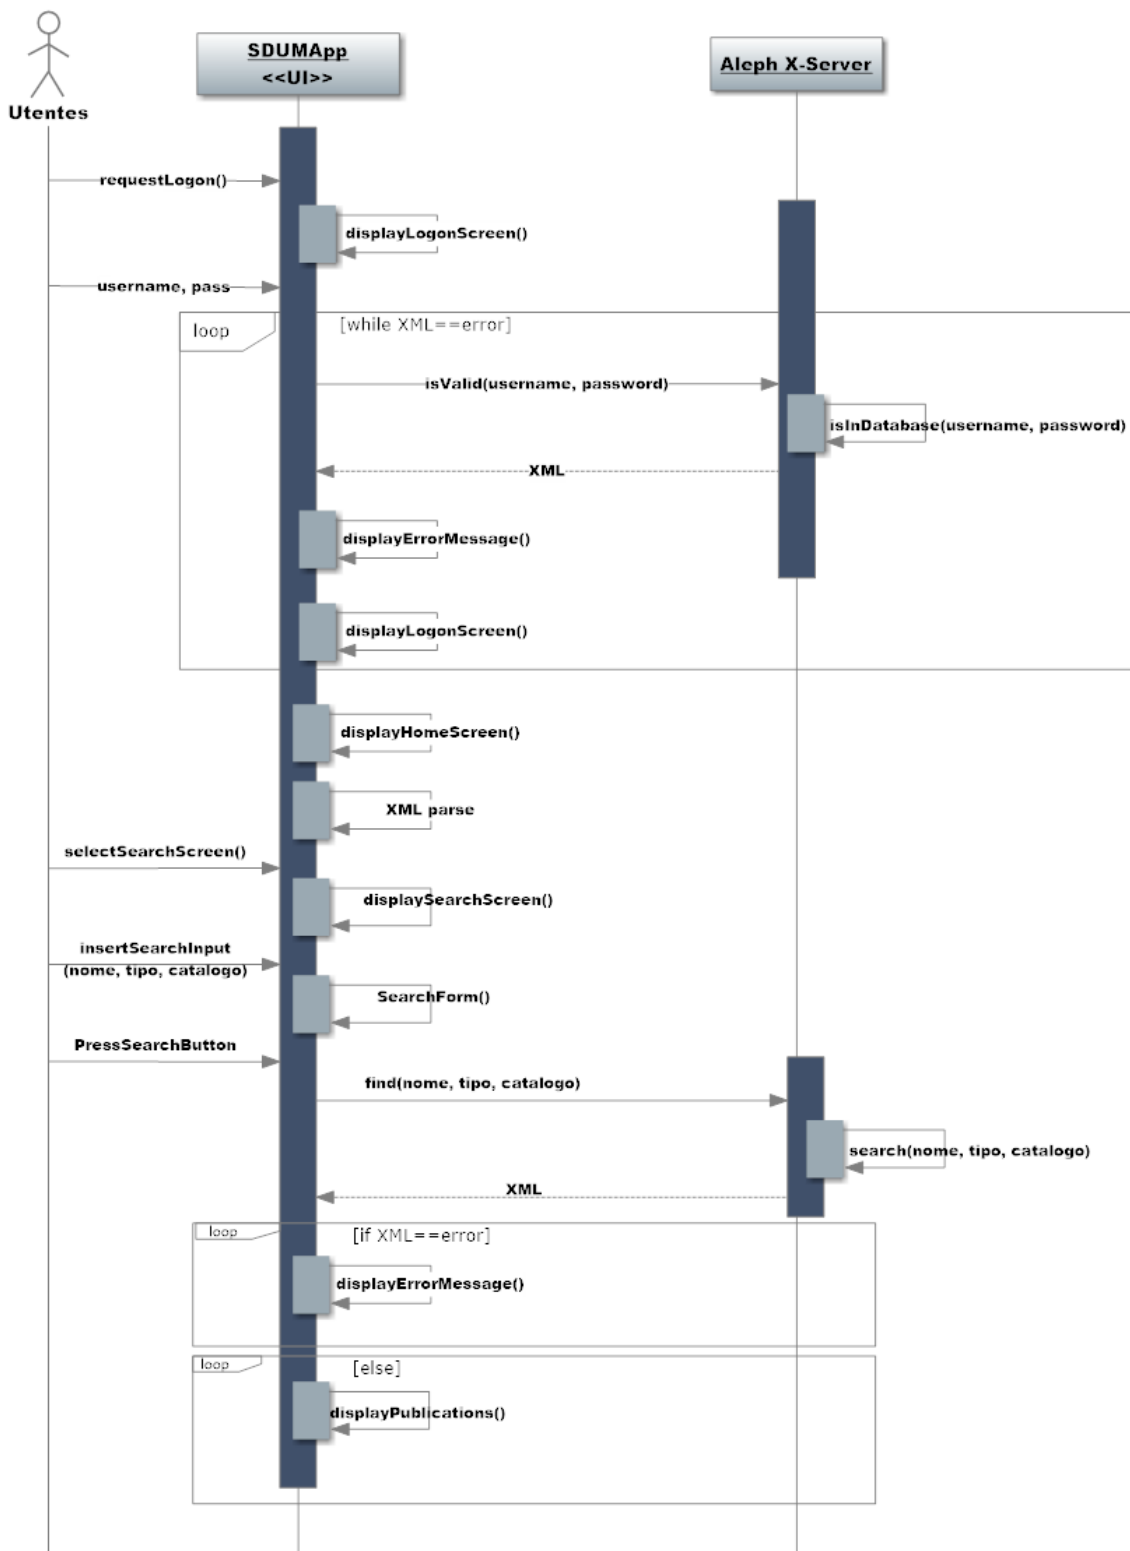 SDUMApp
<<UI>>
Aleph X-Server
Utentes
requestLogon()
displayLogonScreen()
username, pass
loop
[while XML==error]
isValid(username, password)
isInDatabase(username, password)
XML
displayErrorMessage()
displayLogonScreen()
displayHomeScreen()
XML parse
selectSearchScreen()
displaySearchScreen()
insertSearchInput
(nome, tipo, catalogo)
SearchForm()
PressSearchButton
find(nome, tipo, catalogo)
search(nome, tipo, catalogo)
XML
loop
[if XML==error]
displayErrorMessage()
loop
[else]
displayPublications()